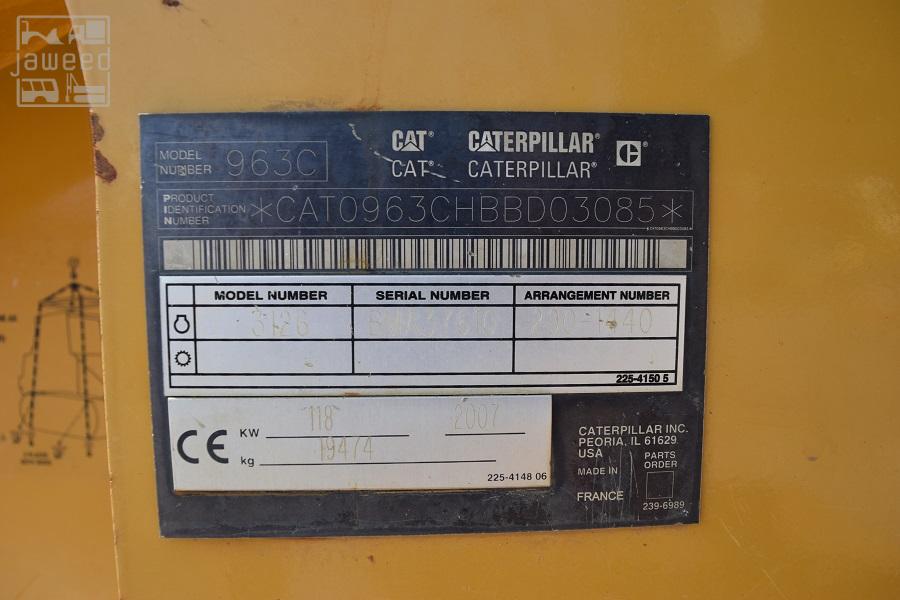 jaweed
CAT® CATERPILLAR®
CAT® CATERPILLAR®
MODEL NUMBER 963C
PRODUCT IDENTIFICATION NUMBER *CAT0963CHBBD03085*
*CAT0963CHBBD03085*
MODEL NUMBER SERIAL NUMBER ARRANGEMENT NUMBER
3126
225-4150 5
CE KW 118 2007
kg 19474
225-4148 06
CATERPILLAR INC.
PEORIA, IL 61629
USA
MADE IN
FRANCE
PARTS
ORDER
239-6989